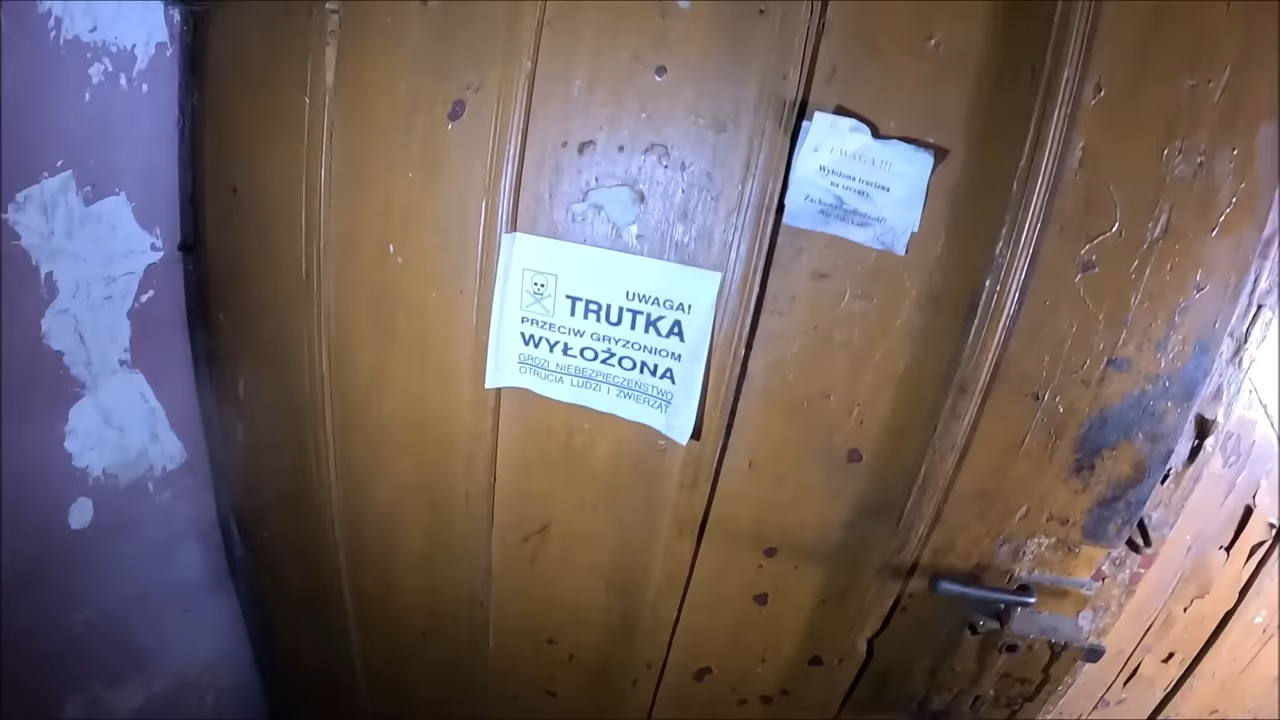 UWAGA!
TRUTKA
PRZECIW GRYZONIOM
WYŁOŻONA
GROZI NIEBEZPIECZEŃSTWO
OTRUCIA LUDZI I ZWIERZĄT
UWAGA!!!
Wyłożona trucizna
na szczury.